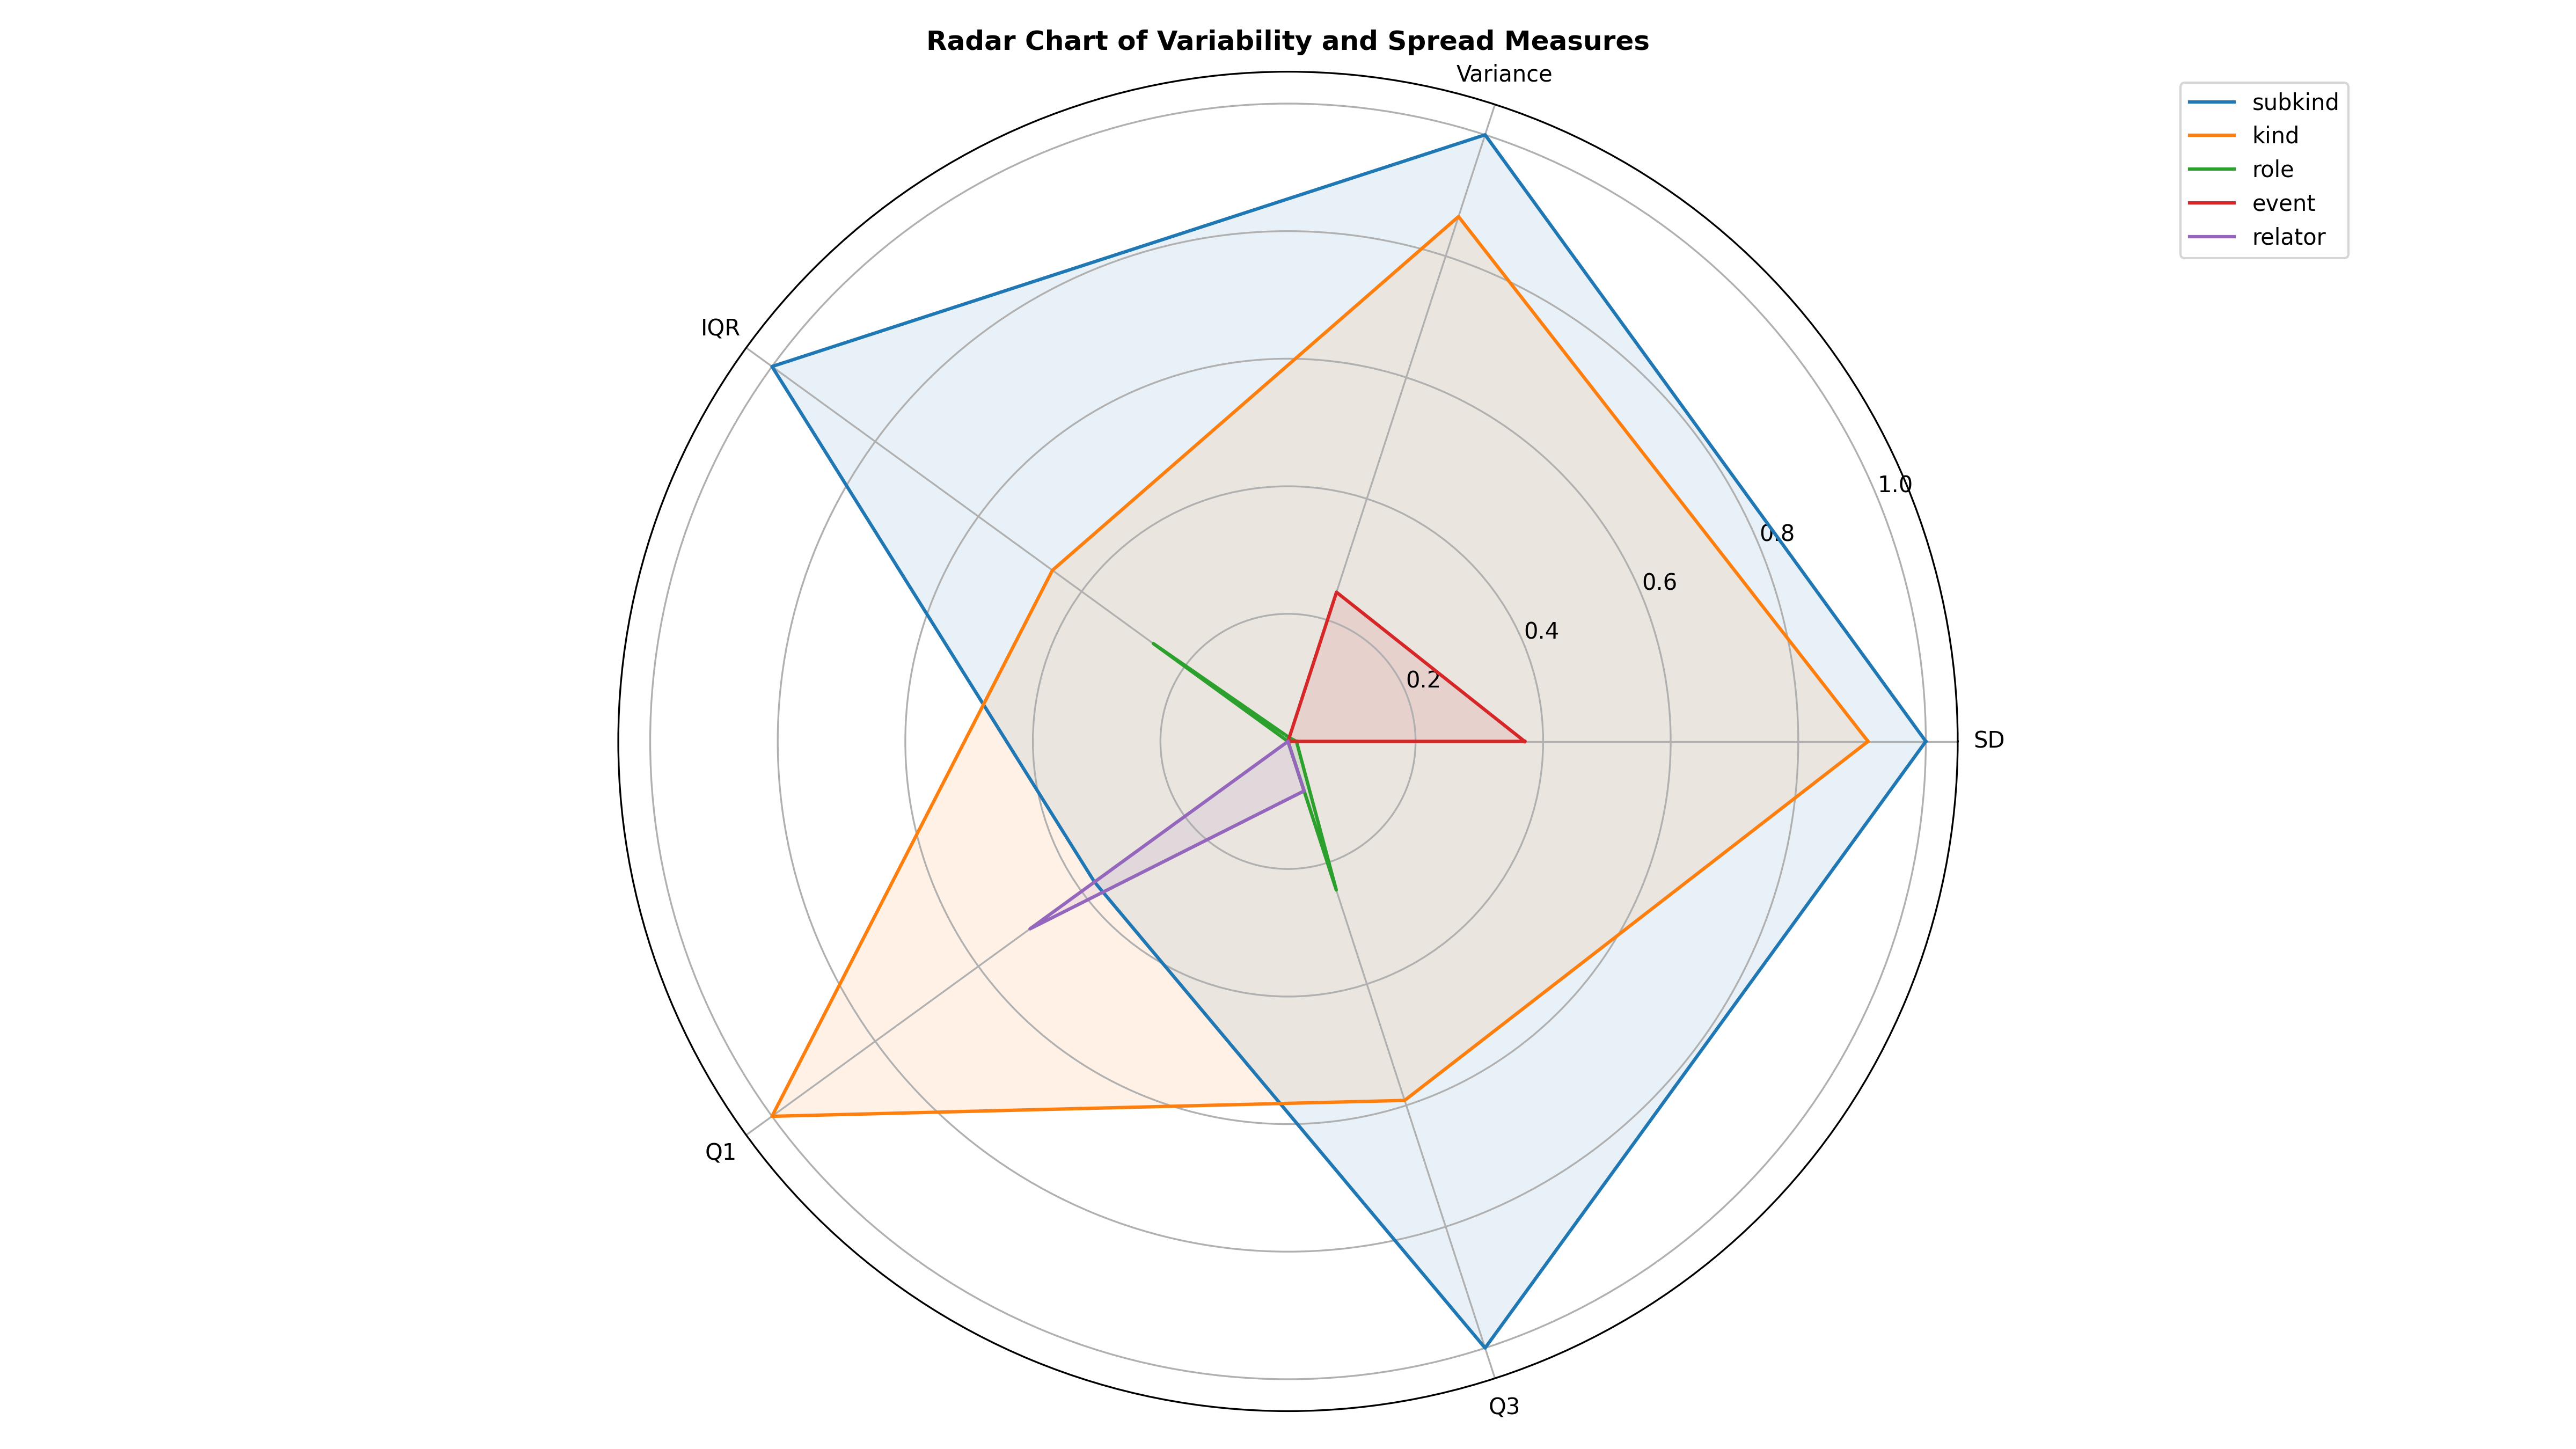 Radar Chart of Variability and Spread Measures
Variance
subkind
kind
role
event
relator
IQR
1.0
0.8
0.6
0.4
0.2
SD
Q1
Q3